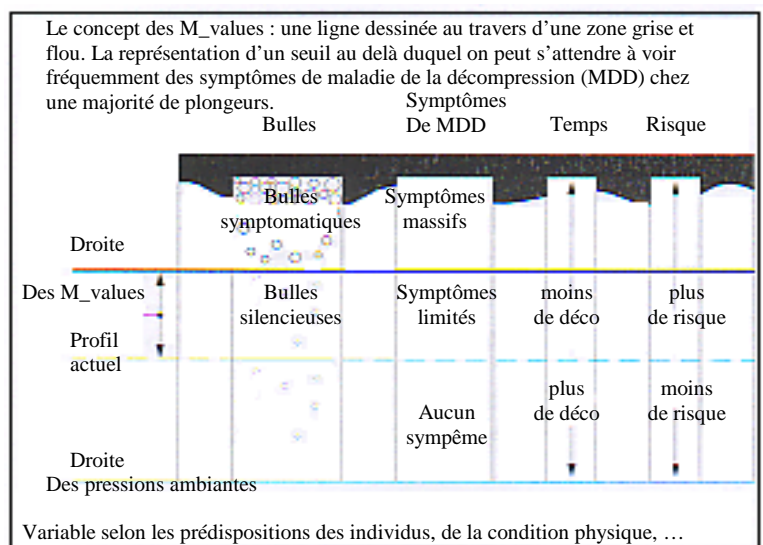 Le concept des M_values : une ligne dessinée au travers d'une zone grise et
flou. La représentation d'un seuil au delà duquel on peut s'attendre à voir
fréquemment des symptômes de maladie de la décompression (MDD) chez
une majorité de plongeurs.
Bulles
Symptômes
De MDD
Temps
Risque
Bulles
symptomatiques
Symptômes
massifs
Droite
Des M_values
Bulles
silencieuses
Symptômes
limités
moins
de déco
plus
de risque
Profil
actuel
Aucun
sympême
plus
de déco
moins
de risque
Droite
Des pressions ambiantes
Variable selon les prédispositions des individus, de la condition physique, …